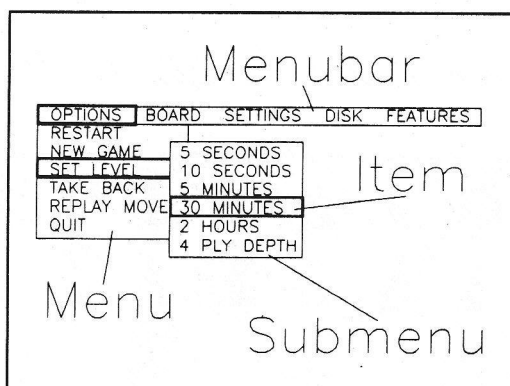 Menubar
OPTIONS BOARD SETTINGS DISK FEATURES
RESTART
NEW GAME
SET LEVEL
TAKE BACK
REPLAY MOVE
QUIT
5 SECONDS
10 SECONDS
5 MINUTES
30 MINUTES
2 HOURS
4 PLY DEPTH
Item
Menu
Submenu